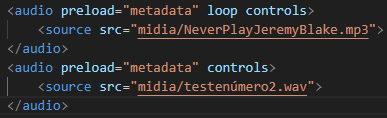 <audio preload="metadata" loop controls>
<source src="midia/NeverPlayJeremyBlake.mp3">
</audio>
<audio preload="metadata" controls>
<source src="midia/testenúmero2.wav">
</audio>